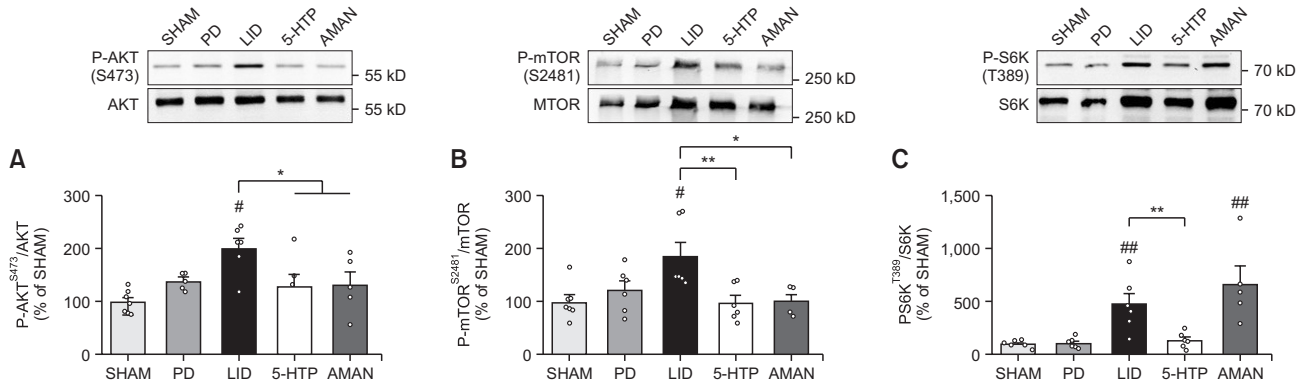 SHAM PD LID 5-HTP AMAN
P-AKT
(S473)
55 kD
AKT
55 kD
SHAM PD LID 5-HTP AMAN
P-mTOR
(S2481)
250 kD
MTOR
250 kD
SHAM PD LID 5-HTP AMAN
P-S6K
(T389)
70 kD
S6K
70 kD
A
P-AKT^S473/AKT
(% of SHAM)
300
200
100
0
#
*
SHAM PD LID 5-HTP AMAN
B
P-mTOR^S2481/mTOR
(% of SHAM)
300
200
100
0
#
**
*
SHAM PD LID 5-HTP AMAN
C
PS6K^T389/S6K
(% of SHAM)
1,500
1,000
500
0
##
**
##
SHAM PD LID 5-HTP AMAN